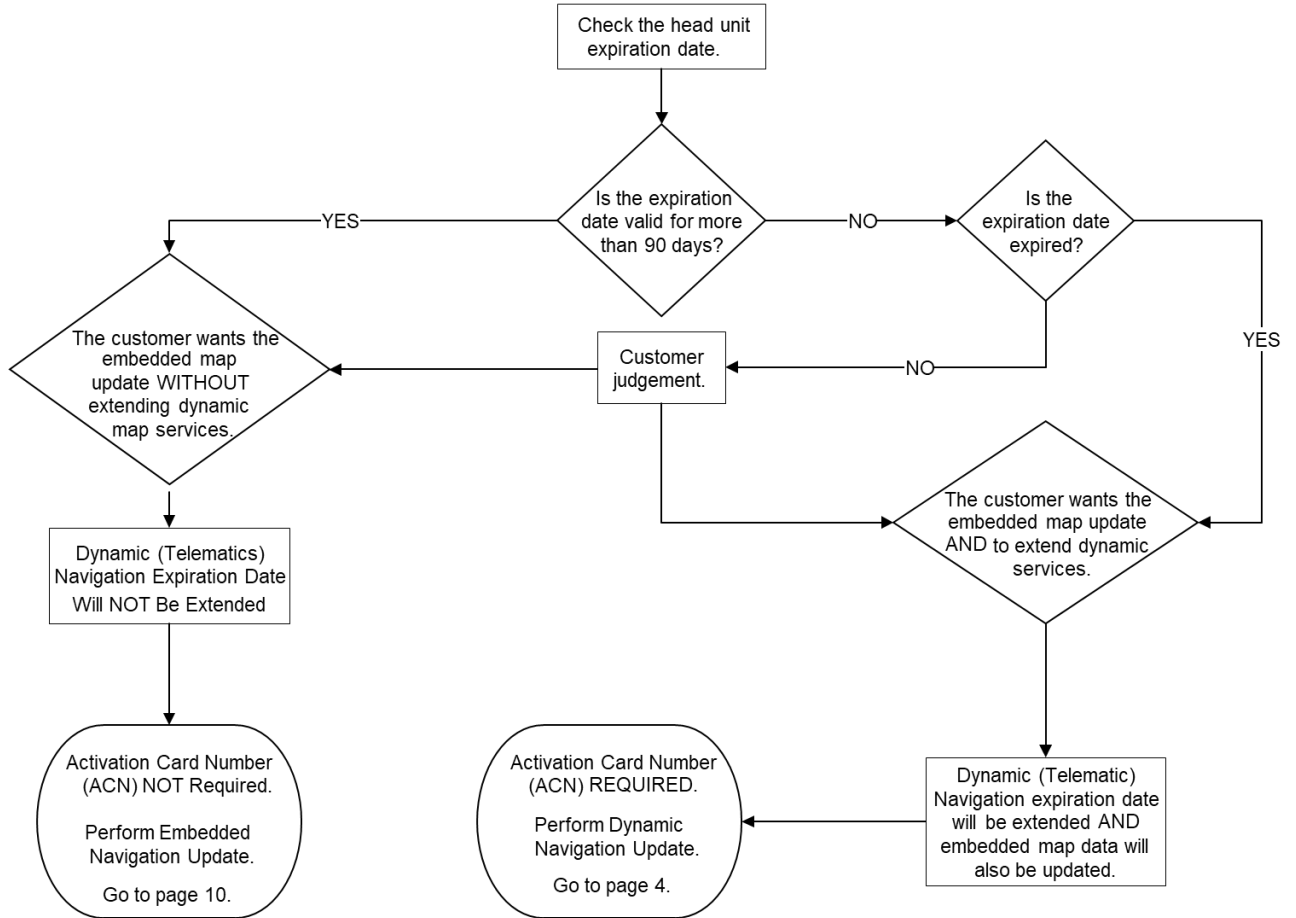 Check the head unit
expiration date.
Is the expiration
date valid for more
than 90 days?
YES
NO
Is the
expiration date
expired?
YES
NO
Customer
judgement.
The customer wants the
embedded map
update WITHOUT
extending dynamic
map services.
The customer wants the
embedded map update
AND to extend dynamic
services.
Dynamic (Telematics)
Navigation Expiration Date
Will NOT Be Extended
Activation Card Number
(ACN) NOT Required.
Perform Embedded
Navigation Update.
Go to page 10.
Activation Card Number
(ACN) REQUIRED.
Perform Dynamic
Navigation Update.
Go to page 4.
Dynamic (Telematic)
Navigation expiration date
will be extended AND
embedded map data will
also be updated.